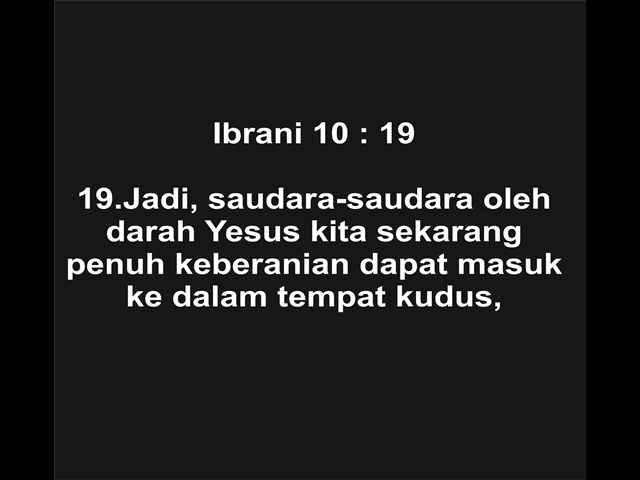 Ibrani 10 : 19
19.Jadi, saudara-saudara oleh
darah Yesus kita sekarang
penuh keberanian dapat masuk
ke dalam tempat kudus,